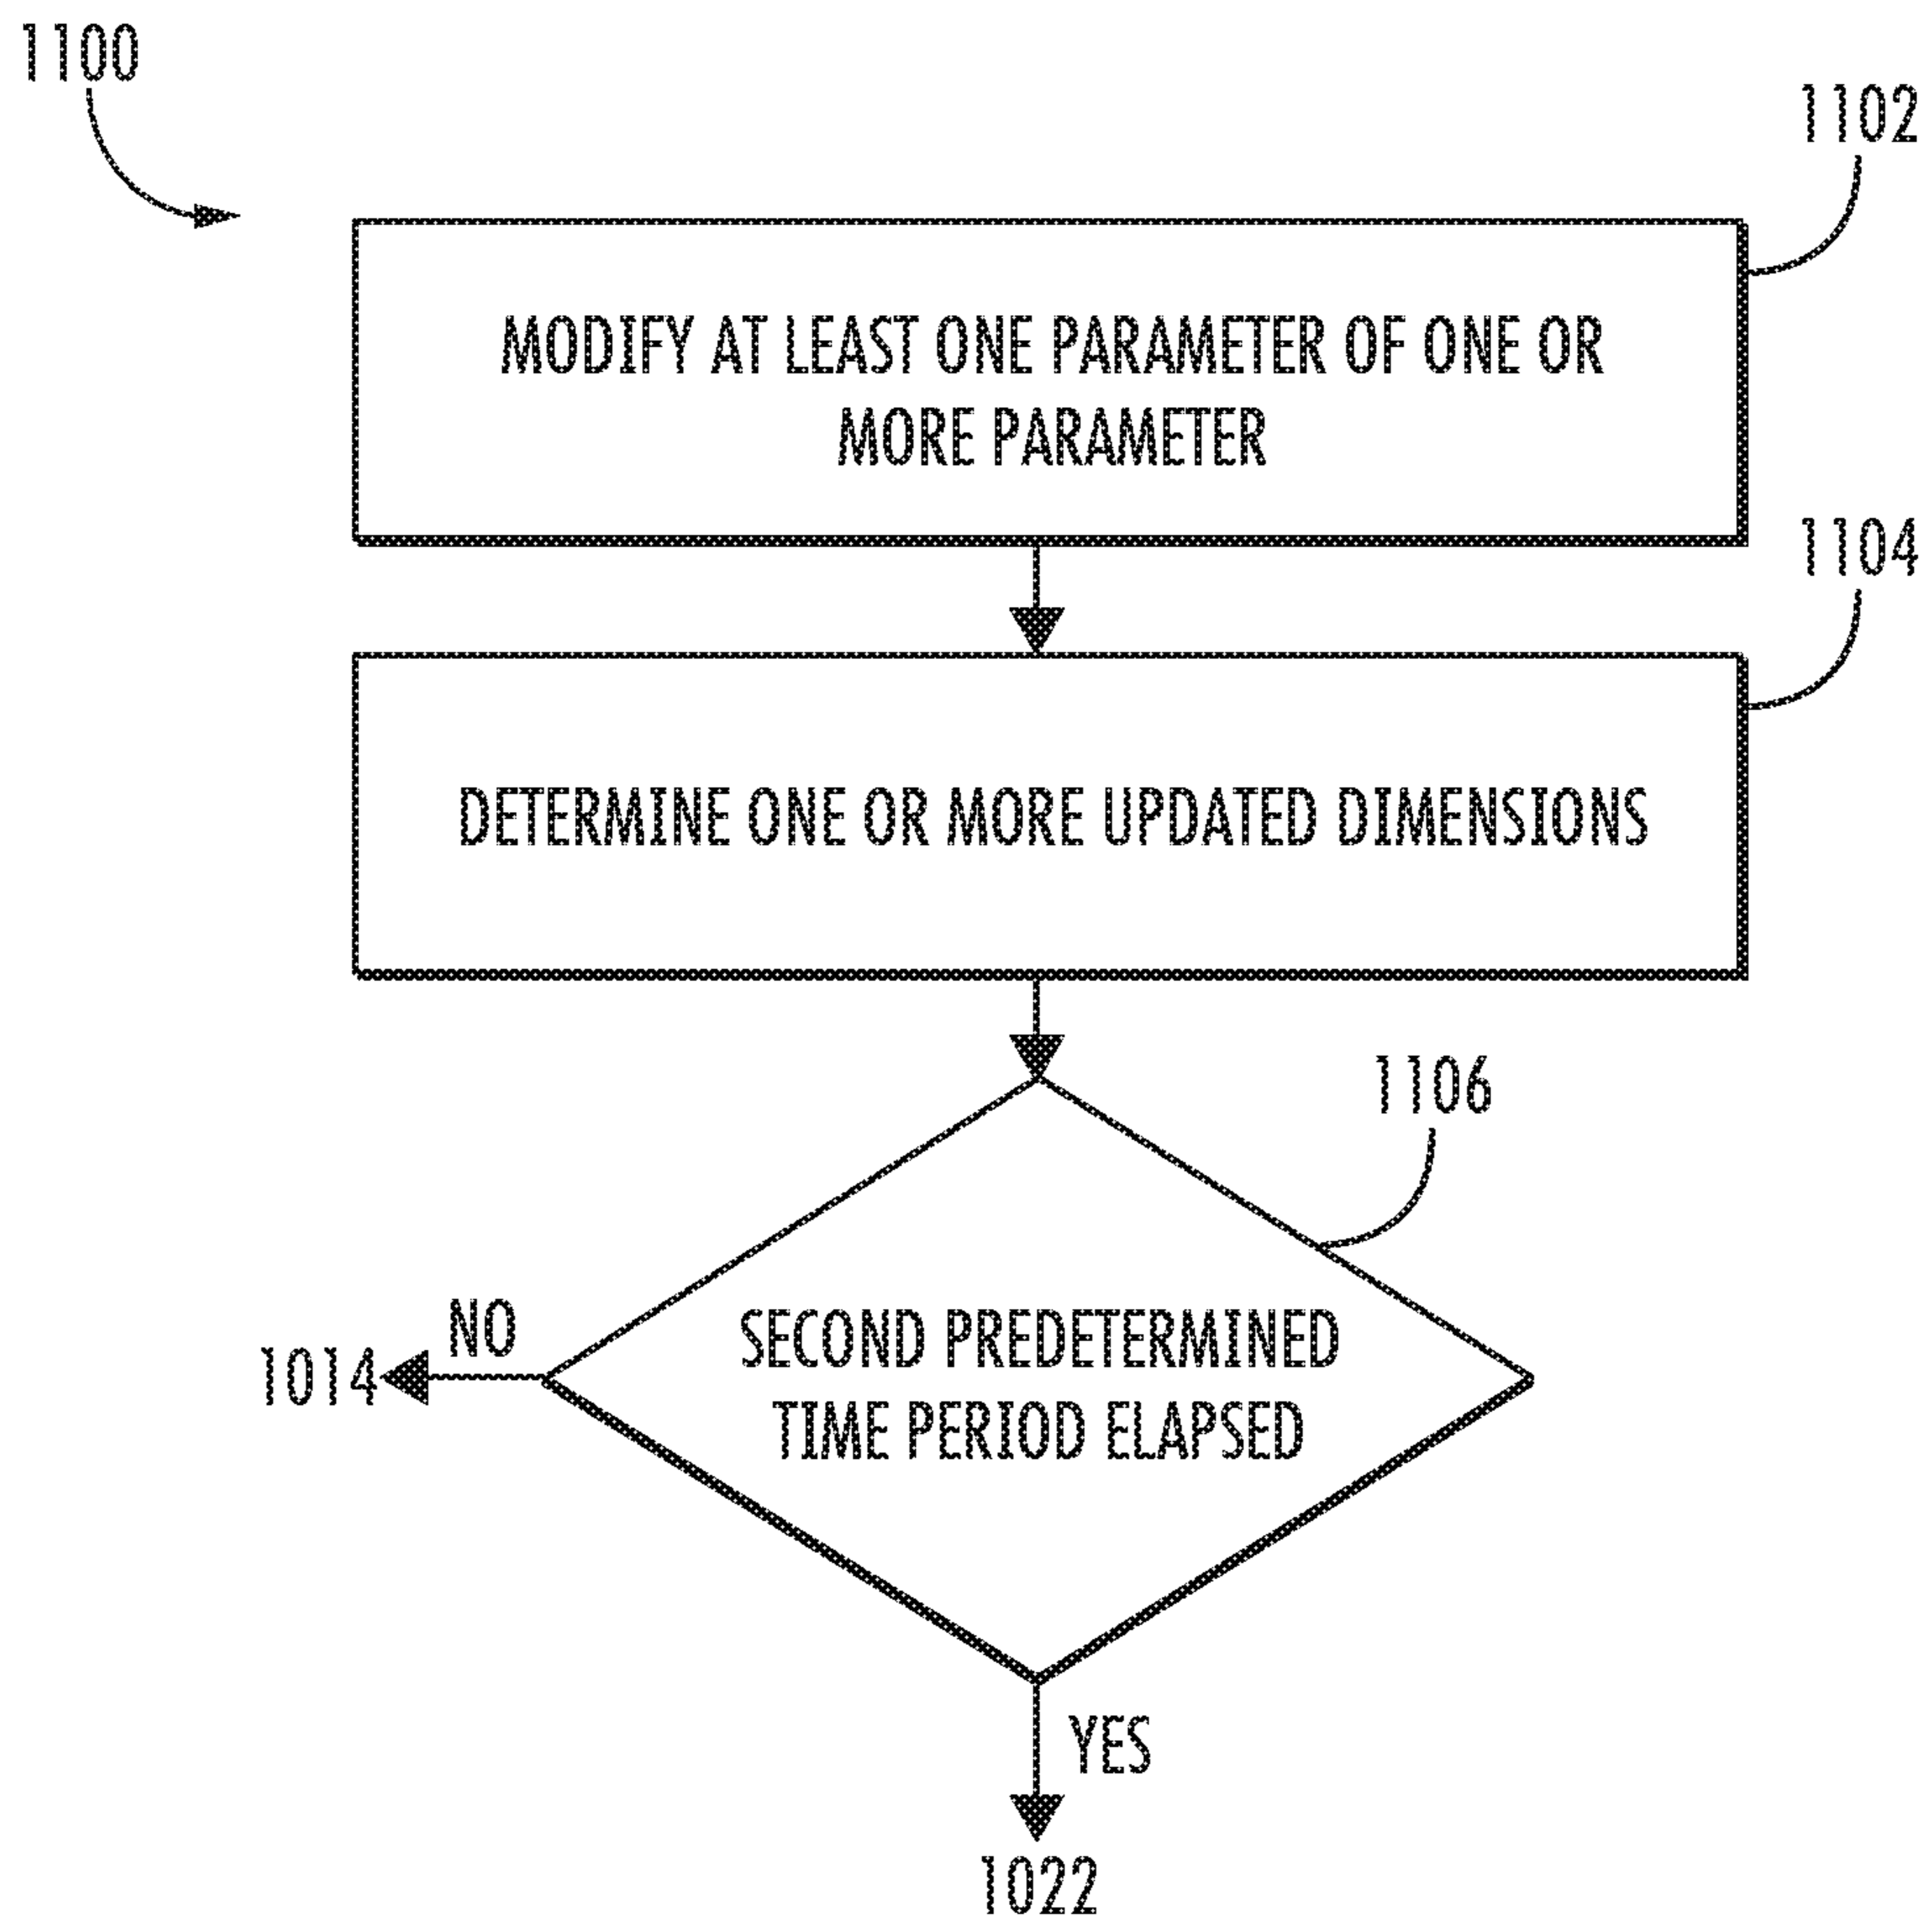 1100
1102
MODIFY AT LEAST ONE PARAMETER OF ONE OR
MORE PARAMETER
1104
DETERMINE ONE OR MORE UPDATED DIMENSIONS
1106
SECOND PREDETERMINED
TIME PERIOD ELAPSED
NO
1014
YES
1022